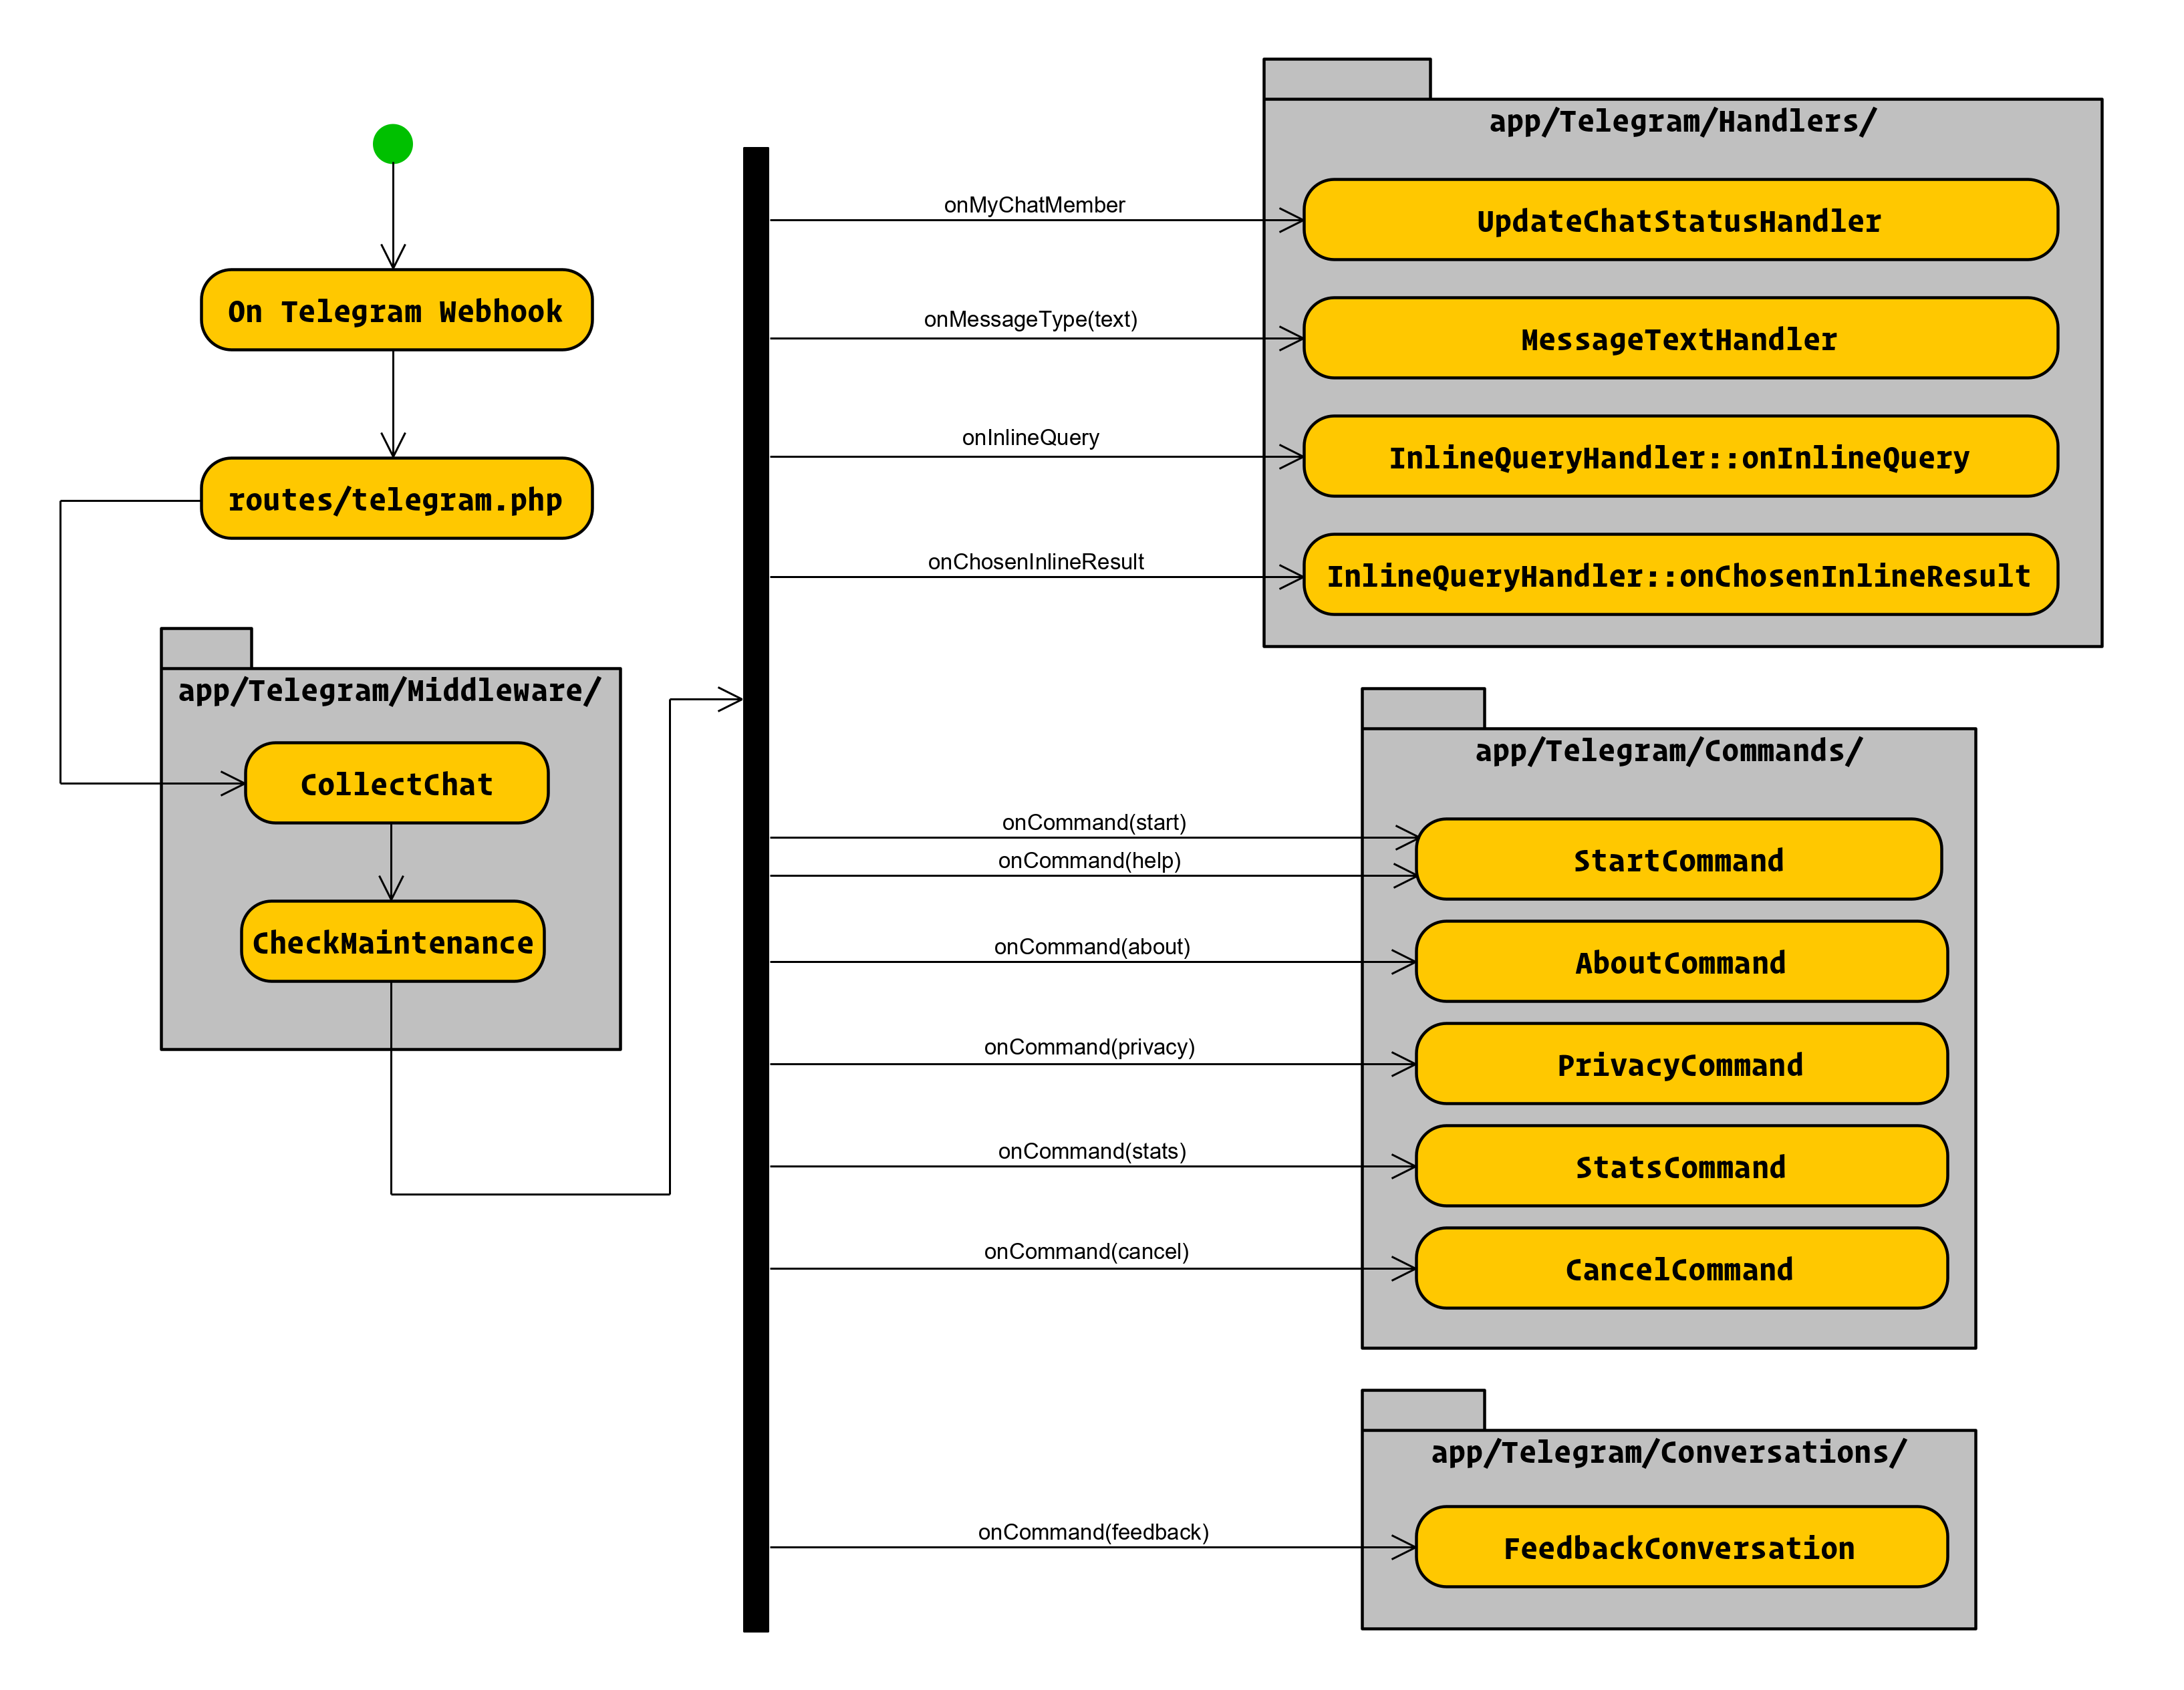 On Telegram Webhook
routes/telegram.php
app/Telegram/Middleware/
CollectChat
CheckMaintenance
onMyChatMember
onMessageType(text)
onInlineQuery
onChosenInlineResult
app/Telegram/Handlers/
UpdateChatStatusHandler
MessageTextHandler
InlineQueryHandler::onInlineQuery
InlineQueryHandler::onChosenInlineResult
onCommand(start)
onCommand(help)
onCommand(about)
onCommand(privacy)
onCommand(stats)
onCommand(cancel)
app/Telegram/Commands/
StartCommand
AboutCommand
PrivacyCommand
StatsCommand
CancelCommand
onCommand(feedback)
app/Telegram/Conversations/
FeedbackConversation